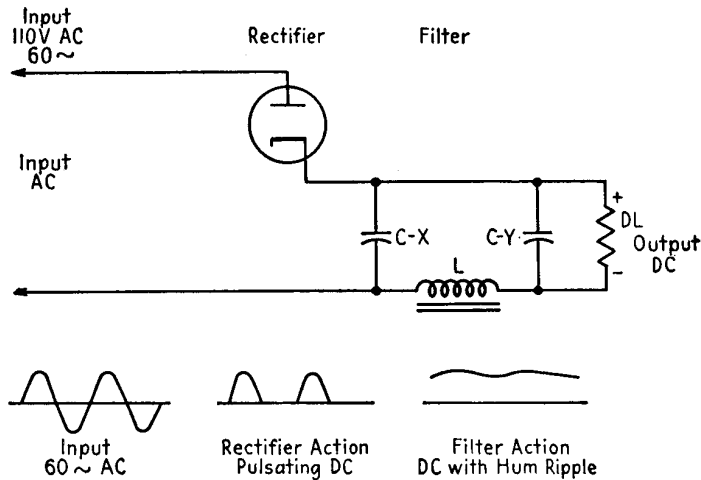 Input
110V AC
60~
Rectifier
Filter
Input
AC
C-X
C-Y
L
+
DL
Output
DC
-
Input
60~ AC
Rectifier Action
Pulsating DC
Filter Action
DC with Hum Ripple